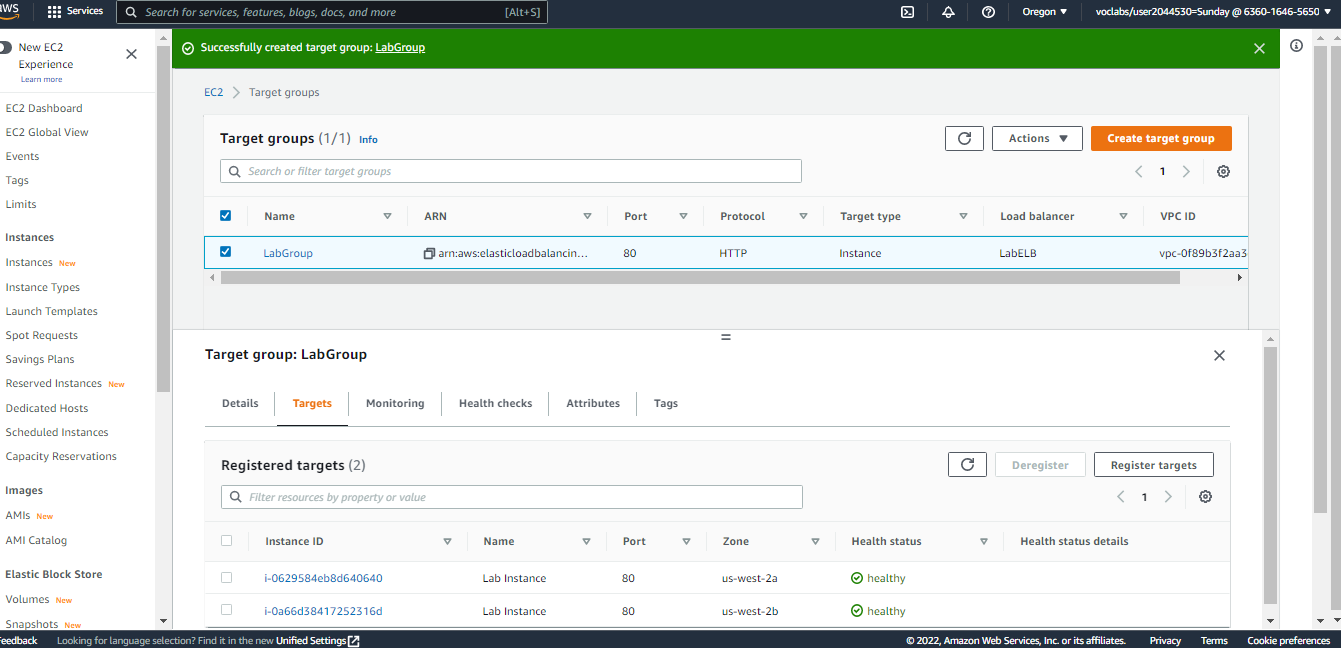 aws
Services
Search for services, features, blogs, docs, and more
[Alt+S]
Oregon
voclabs/user2044530=Sunday @ 6360-1646-5650
New EC2
Experience
Learn more
EC2 Dashboard
EC2 Global View
Events
Tags
Limits
Instances
Instances New
Instance Types
Launch Templates
Spot Requests
Savings Plans
Reserved Instances New
Dedicated Hosts
Scheduled Instances
Capacity Reservations
Images
AMIs New
AMI Catalog
Elastic Block Store
Volumes New
Snapshots New
Successfully created target group: LabGroup
EC2 > Target groups
Target groups (1/1) Info
Actions
Create target group
Search or filter target groups
1
Name ARN Port Protocol Target type Load balancer VPC ID
LabGroup arn:aws:elasticloadbalancin... 80 HTTP Instance LabELB vpc-0f89b3f2aa3
Target group: LabGroup
Details Targets Monitoring Health checks Attributes Tags
Registered targets (2)
Deregister
Register targets
Filter resources by property or value
1
Instance ID Name Port Zone Health status Health status details
i-0629584eb8d640640 Lab Instance 80 us-west-2a healthy
i-0a66d38417252316d Lab Instance 80 us-west-2b healthy
eedback Looking for language selection? Find it in the new Unified Settings © 2022, Amazon Web Services, Inc. or its affiliates. Privacy Terms Cookie preferences